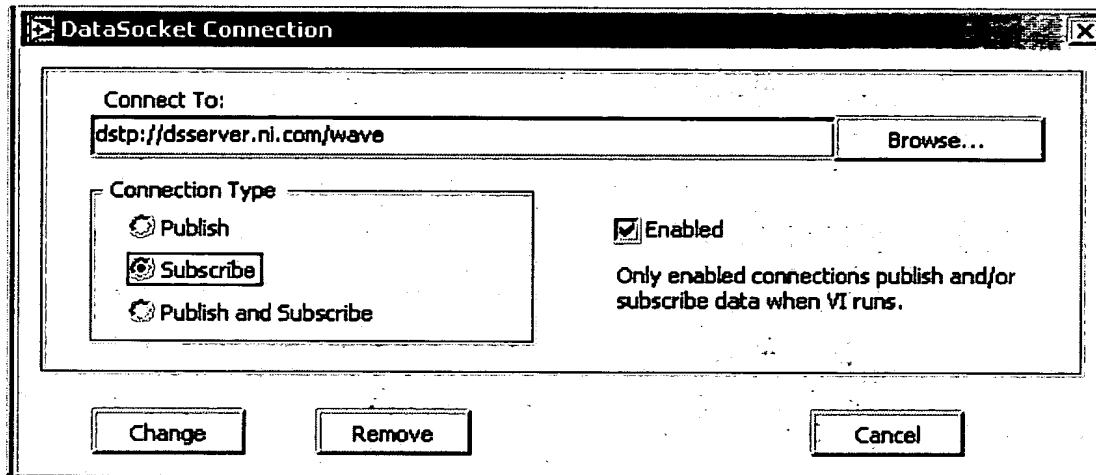 DataSocket Connection
Connect To:
dstp://dsserver.ni.com/wave
Browse...
Connection Type
Publish
Subscribe
Publish and Subscribe
Enabled
Only enabled connections publish and/or
subscribe data when VI runs.
Change
Remove
Cancel